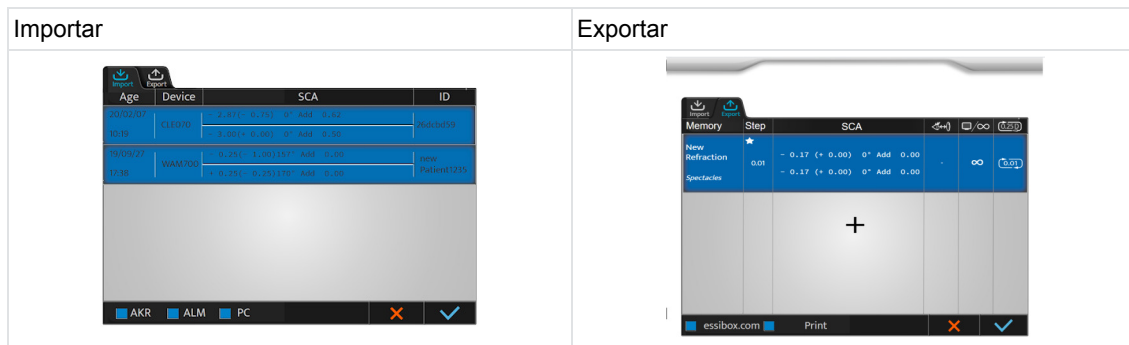 Importar
Exportar
Import Export
Age Device SCA ID
20/02/07 - 2.87(- 0.75) 0° Add 0.62
CLE070
10:19 - 3.00(+ 0.00) 0° Add 0.50
19/09/27 - 0.25(- 1.00)157° Add 0.00 new
WAM700
17:38 + 0.25(- 0.25)170° Add 0.00 Patient1235
AKR ALM PC
Import Export
Memory Step SCA /∞ 0.25D
New
Refraction
0.01
- 0.17 (+ 0.00) 0° Add 0.00
- 0.17 (+ 0.00) 0° Add 0.00
∞ 0.01
Spectacles
essibox.com Print